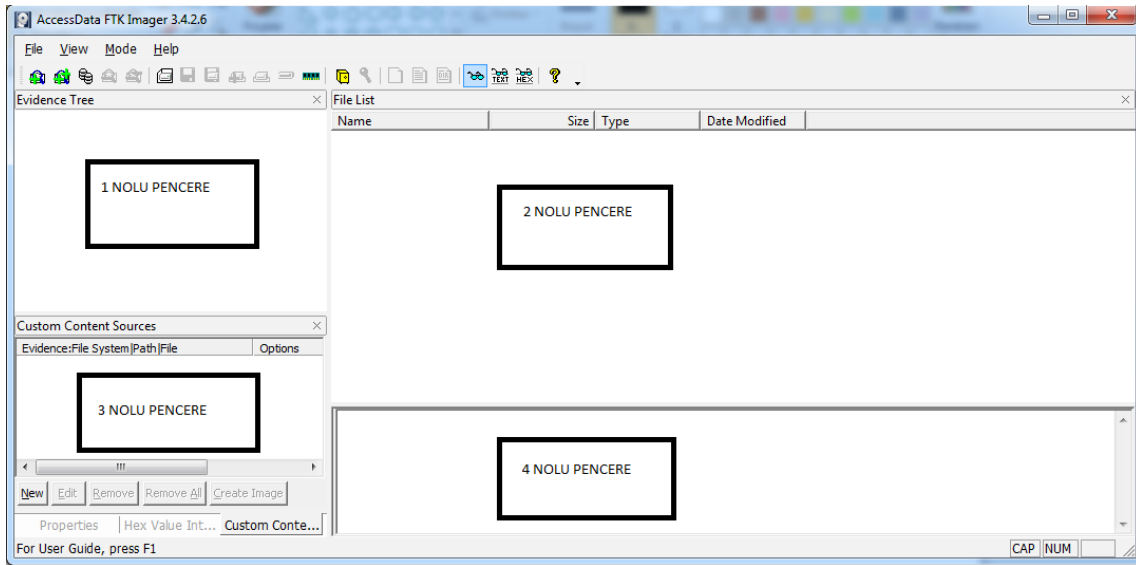 AccessData FTK Imager 3.4.2.6
File View Mode Help
TEXT HEX
Evidence Tree
File List
Name Size Type Date Modified
1 NOLU PENCERE
2 NOLU PENCERE
Custom Content Sources
Evidence:File System|Path|File Options
3 NOLU PENCERE
4 NOLU PENCERE
New Edit Remove Remove All Create Image
Properties Hex Value Int... Custom Conte...
For User Guide, press F1
CAP NUM